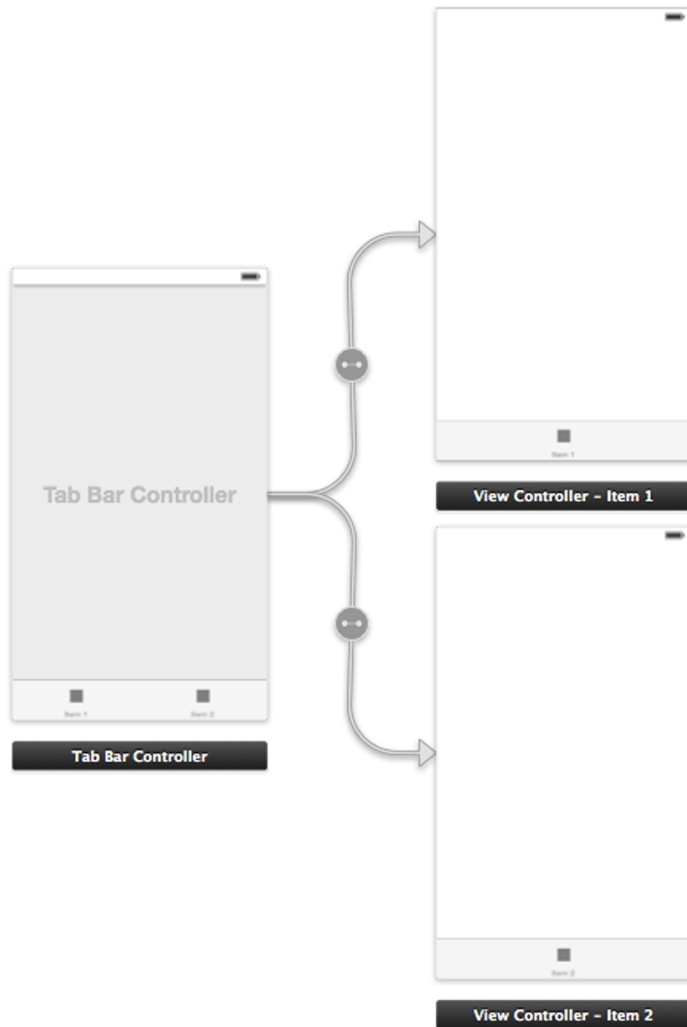 Item 1
View Controller – Item 1
Tab Bar Controller
Item 1 Item 2
Tab Bar Controller
Item 2
View Controller – Item 2